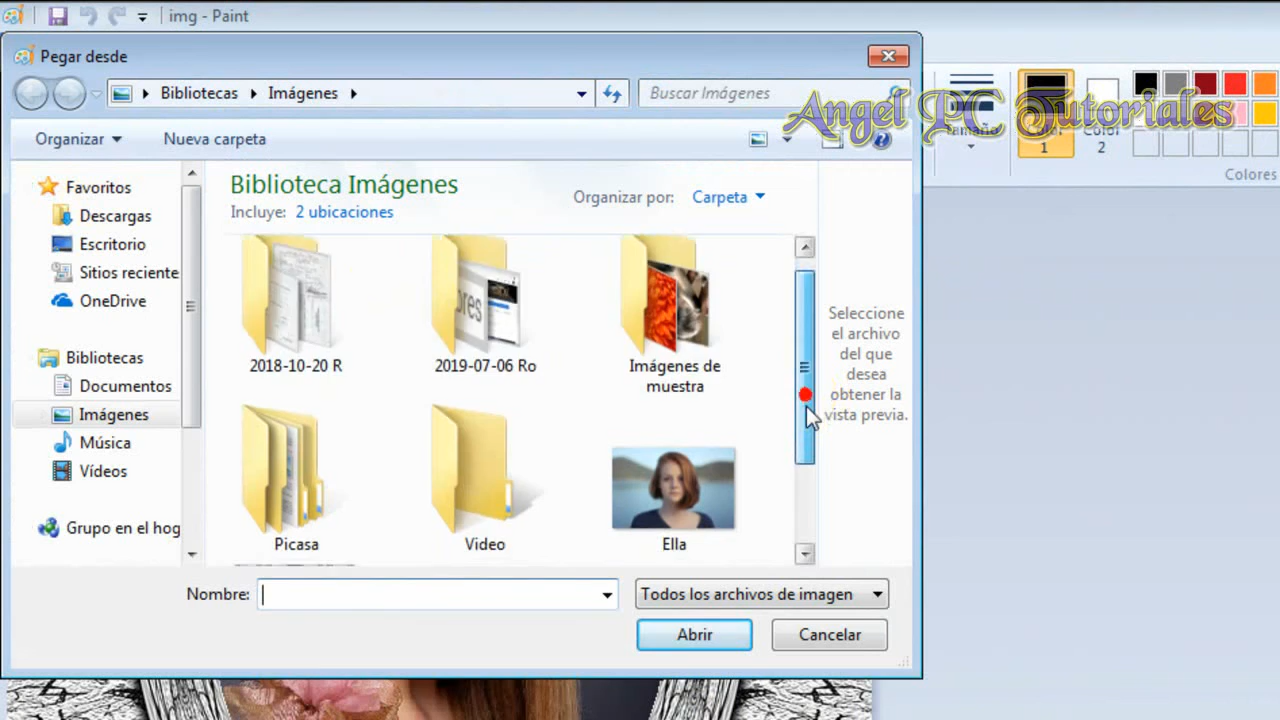 img - Paint
Pegar desde
Bibliotecas
Imágenes
Buscar Imágenes
Angel PC Tutoriales
Organizar
Nueva carpeta
Tamaño
Color
1
Color
2
Colores
Favoritos
Descargas
Escritorio
Sitios reciente
OneDrive
Bibliotecas
Documentos
Imágenes
Música
Vídeos
Grupo en el hog
Biblioteca Imágenes
Incluye: 2 ubicaciones
Organizar por: Carpeta
2018-10-20 R
2019-07-06 Ro
Imágenes de
muestra
Picasa
Video
Ella
Seleccione
el archivo
del que
desea
obtener la
vista previa.
Nombre:
Todos los archivos de imagen
Abrir
Cancelar